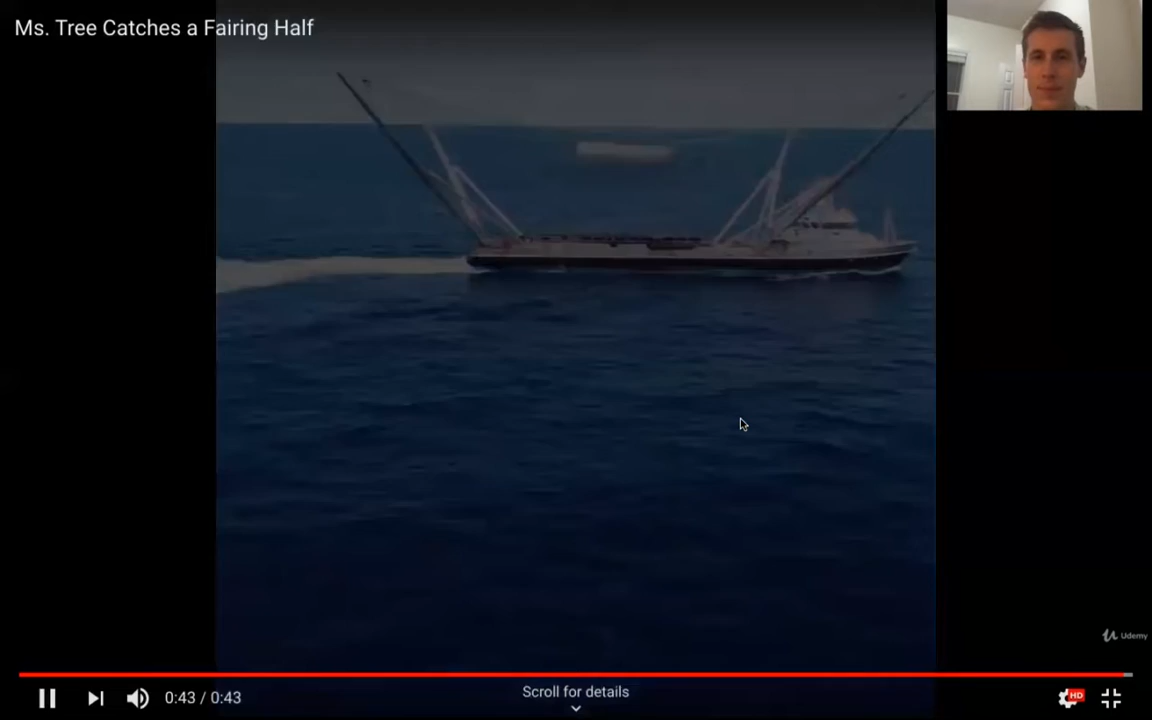 Ms. Tree Catches a Fairing Half
Udemy
0:43 / 0:43
Scroll for details
HD